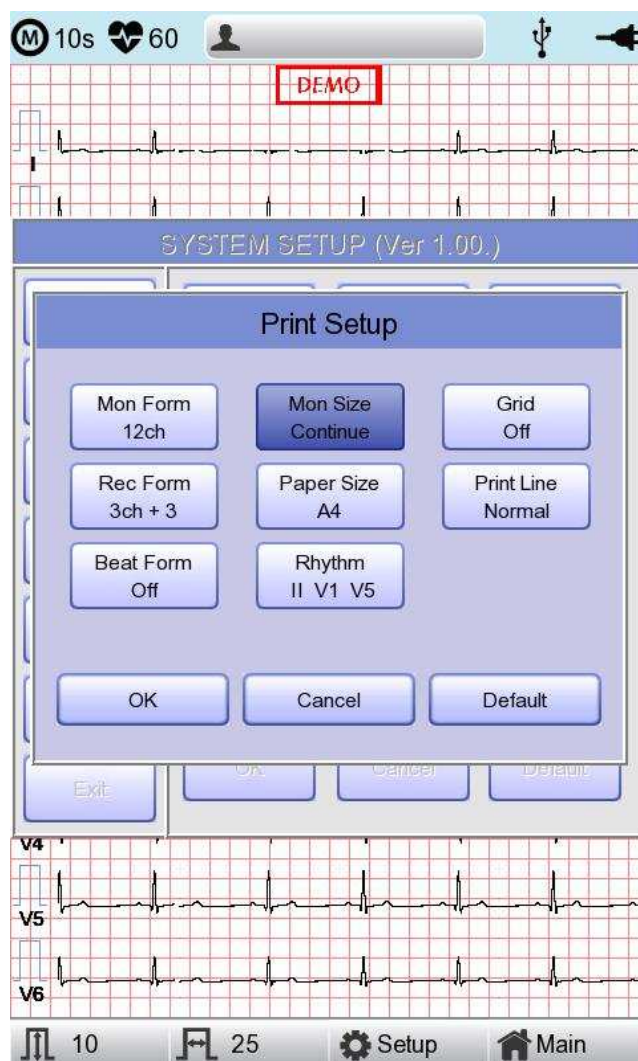 M 10s 60
DEMO
I
SYSTEM SETUP (Ver 1.00.)
Print Setup
Mon Form
12ch
Mon Size
Continue
Grid
Off
Rec Form
3ch + 3
Paper Size
A4
Print Line
Normal
Beat Form
Off
Rhythm
II V1 V5
OK Cancel Default
OK Cancel Default
Exit
V4
V5
V6
10 25 Setup Main